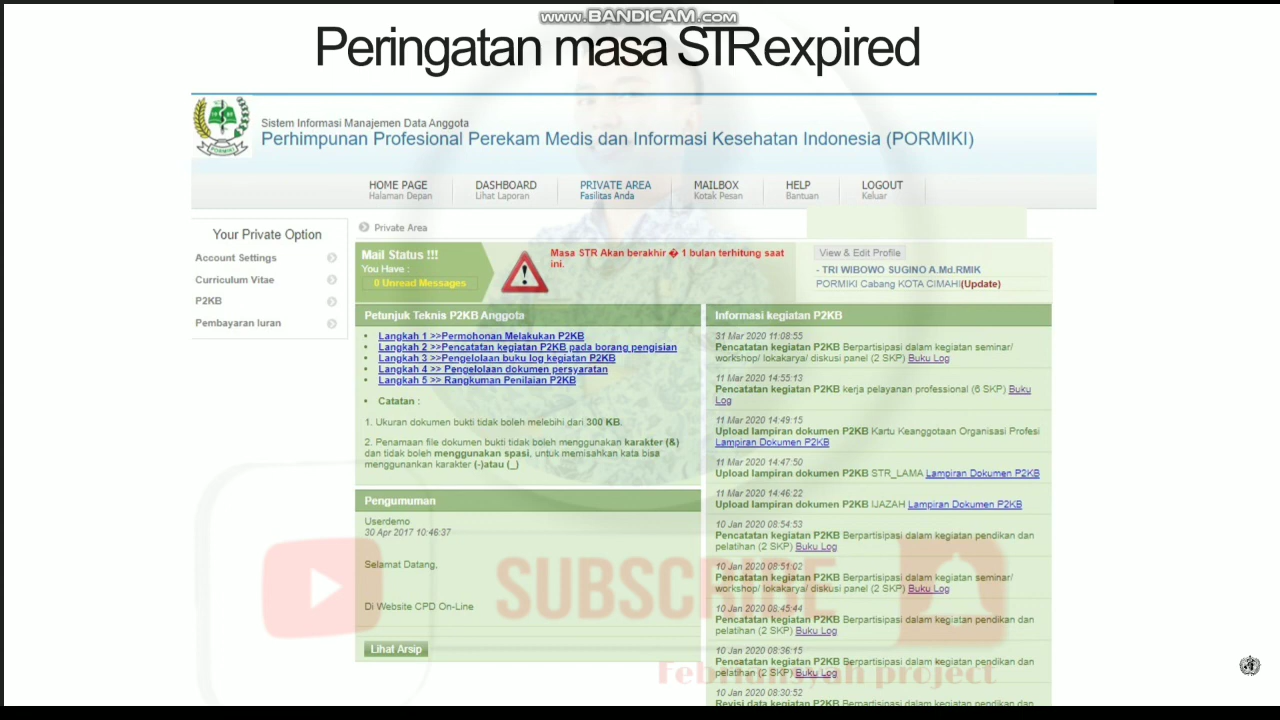 www.BANDICAM.com
Peringatan masa STR expired
Sistem Informasi Manajemen Data Anggota
Perhimpunan Profesional Perekam Medis dan Informasi Kesehatan Indonesia (PORMIKI)
HOME PAGE DASHBOARD PRIVATE AREA MAILBOX HELP LOGOUT
Halaman Depan Lihat Laporan Fasilitas Anda Kotak Pesan Bantuan Keluar
Your Private Option
Account Settings
Curriculum Vitae
P2KB
Pembayaran Iuran
Private Area
Mail Status !!!
You Have :
0 Unread Messages
Masa STR Akan berakhir � 1 bulan terhitung saat
ini.
View & Edit Profile
- TRI WIBOWO SUGINO A.Md.RMIK
PORMIKI Cabang KOTA CIMAHI(Update)
Petunjuk Teknis P2KB Anggota
• Langkah 1 >>Permohonan Melakukan P2KB
• Langkah 2 >>Pencatatan kegiatan P2KB pada borang pengisian
• Langkah 3 >>Pengelolaan buku log kegiatan P2KB
• Langkah 4 >> Pengelolaan dokumen persyaratan
• Langkah 5 >> Rangkuman Penilaian P2KB
• Catatan :
1. Ukuran dokumen bukti tidak boleh melebihi dari 300 KB.
2. Penamaan file dokumen bukti tidak boleh menggunakan karakter (&)
dan tidak boleh menggunakan spasi, untuk memisahkan kata bisa
menggunankan karakter (-)atau (_)
Pengumuman
Userdemo
30 Apr 2017 10:46:37
Selamat Datang,
Di Website CPD On-Line
Lihat Arsip
Informasi kegiatan P2KB
31 Mar 2020 11:08:55
Pencatatan kegiatan P2KB Berpartisipasi dalam kegiatan seminar/
workshop/ lokakarya/ diskusi panel (2 SKP) Buku Log
11 Mar 2020 14:55:13
Pencatatan kegiatan P2KB kerja pelayanan professional (6 SKP) Buku
Log
11 Mar 2020 14:49:15
Upload lampiran dokumen P2KB Kartu Keanggotaan Organisasi Profesi
Lampiran Dokumen P2KB
11 Mar 2020 14:47:50
Upload lampiran dokumen P2KB STR_LAMA Lampiran Dokumen P2KB
11 Mar 2020 14:46:22
Upload lampiran dokumen P2KB IJAZAH Lampiran Dokumen P2KB
10 Jan 2020 08:54:53
Pencatatan kegiatan P2KB Berpartisipasi dalam kegiatan pendikan dan
pelatihan (2 SKP) Buku Log
10 Jan 2020 08:51:02
Pencatatan kegiatan P2KB Berpartisipasi dalam kegiatan seminar/
workshop/ lokakarya/ diskusi panel (2 SKP) Buku Log
10 Jan 2020 08:45:44
Pencatatan kegiatan P2KB Berpartisipasi dalam kegiatan pendikan dan
pelatihan (2 SKP) Buku Log
10 Jan 2020 08:36:15
Pencatatan kegiatan P2KB Berpartisipasi dalam kegiatan pendikan dan
pelatihan (2 SKP) Buku Log
10 Jan 2020 08:30:52
Revisi data kegiatan P2KB Berpartisipasi dalam kegiatan pendikan dan
SUBSCRIBE
Febriansyah project